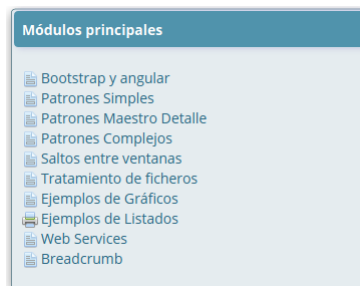 Módulos principales
Bootstrap y angular
Patrones Simples
Patrones Maestro Detalle
Patrones Complejos
Saltos entre ventanas
Tratamiento de ficheros
Ejemplos de Gráficos
Ejemplos de Listados
Web Services
Breadcrumb